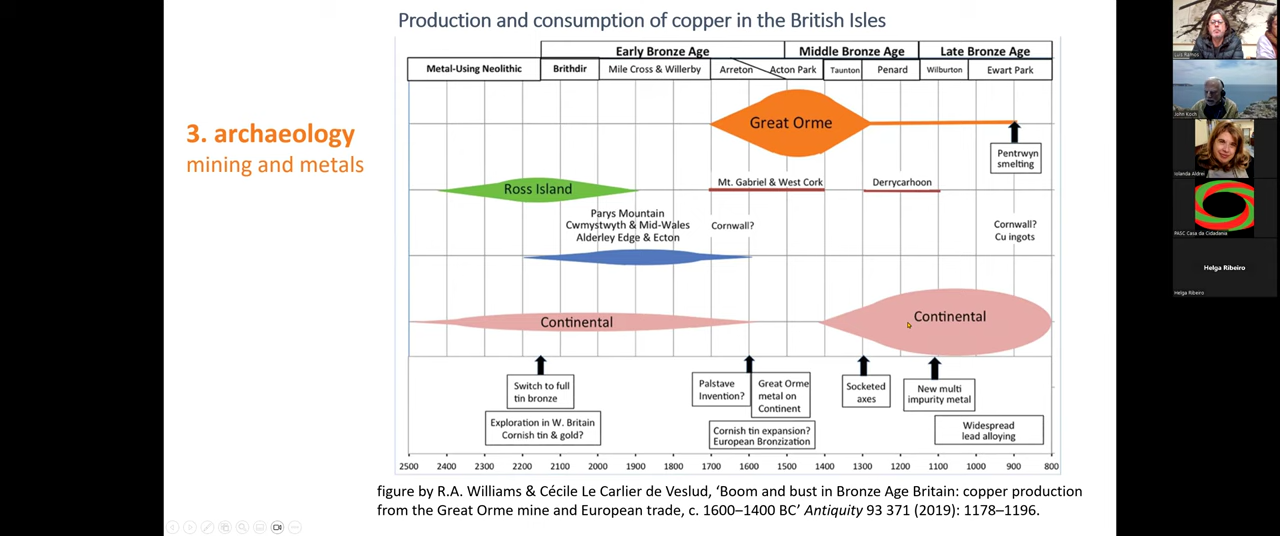 Production and consumption of copper in the British Isles
3. archaeology
mining and metals
Early Bronze Age
Middle Bronze Age
Late Bronze Age
Metal-Using Neolithic
Brithdir
Mile Cross & Willerby
Arreton
Acton Park
Taunton
Penard
Wilburton
Ewart Park
Great Orme
Pentrwyn
smelting
Ross Island
Mt. Gabriel & West Cork
Derrycarhoon
Parys Mountain
Cwmystwyth & Mid-Wales
Alderley Edge & Ecton
Cornwall?
Cornwall?
Cu ingots
Continental
Continental
Switch to full
tin bronze
Exploration in W. Britain
Cornish tin & gold?
Palstave
Invention?
Great Orme
metal on
Continent
Cornish tin expansion?
European Bronzization
Socketed
axes
New multi
impurity metal
Widespread
lead alloying
2500 2400 2300 2200 2100 2000 1900 1800 1700 1600 1500 1400 1300 1200 1100 1000 900 800
figure by R.A. Williams & Cécile Le Carlier de Veslud, ‘Boom and bust in Bronze Age Britain: copper production
from the Great Orme mine and European trade, c. 1600–1400 BC’ Antiquity 93 371 (2019): 1178–1196.
Luis Ramos
John Koch
Iolanda Aldrei
PASC Casa da Cidadania
Helga Ribeiro
Helga Ribeiro